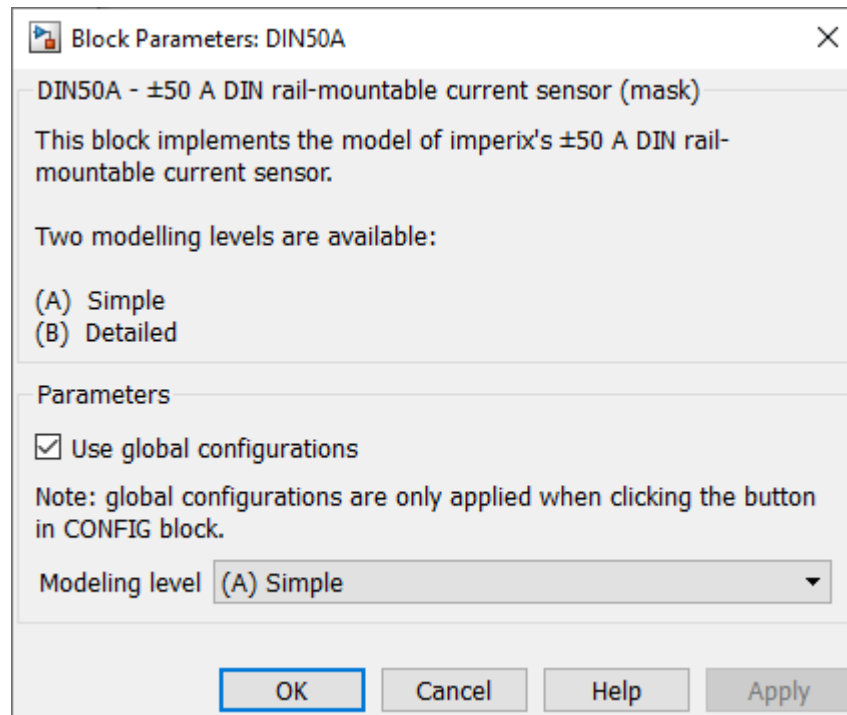 Block Parameters: DIN50A
DIN50A - ±50 A DIN rail-mountable current sensor (mask)
This block implements the model of imperix's ±50 A DIN rail-
mountable current sensor.
Two modelling levels are available:
(A) Simple
(B) Detailed
Parameters
Use global configurations
Note: global configurations are only applied when clicking the button
in CONFIG block.
Modeling level (A) Simple
OK Cancel Help Apply